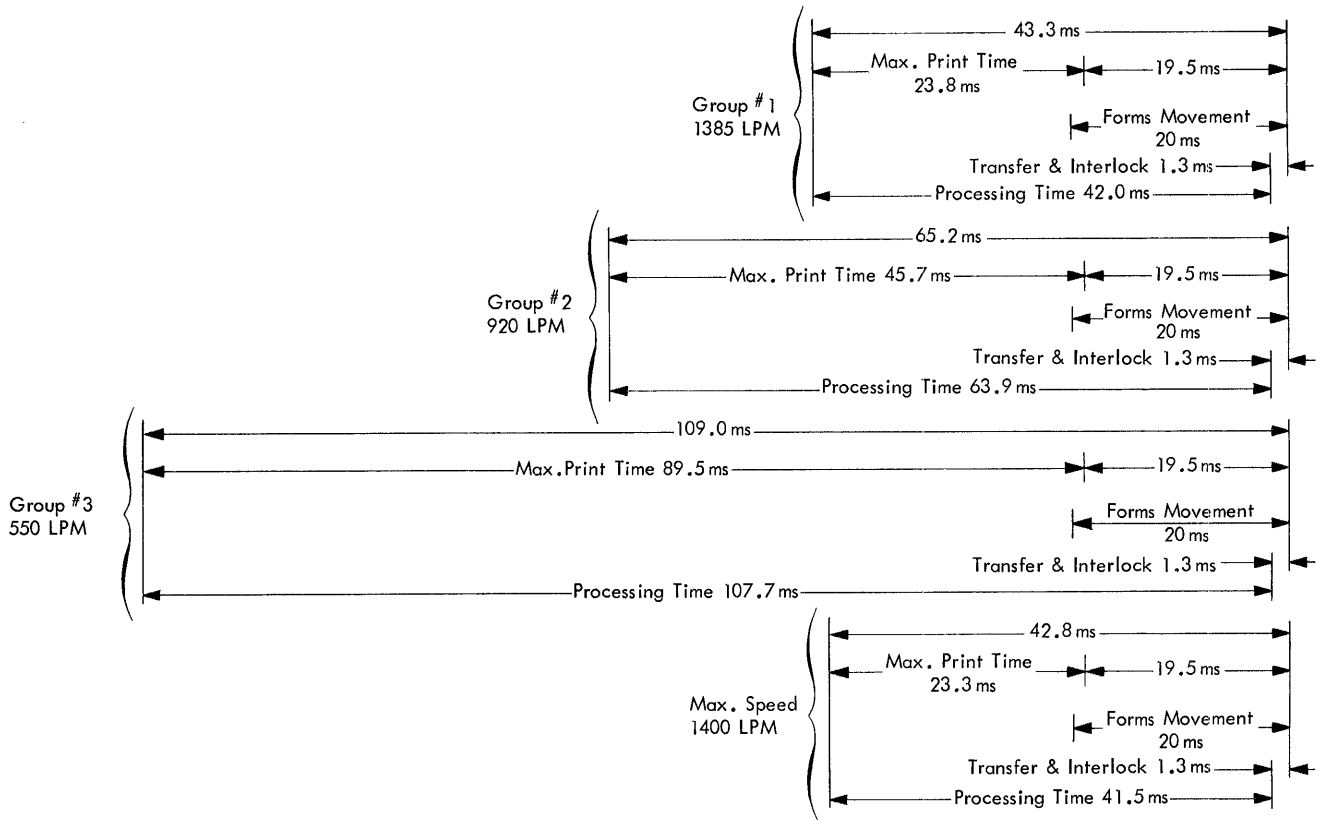 43.3 ms
Max. Print Time
23.8 ms
19.5 ms
Group #1
1385 LPM
Forms Movement
20 ms
Transfer & Interlock 1.3 ms
Processing Time 42.0 ms
65.2 ms
Max. Print Time 45.7 ms
19.5 ms
Group #2
920 LPM
Forms Movement
20 ms
Transfer & Interlock 1.3 ms
Processing Time 63.9 ms
109.0 ms
Max. Print Time 89.5 ms
19.5 ms
Group #3
550 LPM
Forms Movement
20 ms
Transfer & Interlock 1.3 ms
Processing Time 107.7 ms
42.8 ms
Max. Print Time
23.3 ms
19.5 ms
Max. Speed
1400 LPM
Forms Movement
20 ms
Transfer & Interlock 1.3 ms
Processing Time 41.5 ms